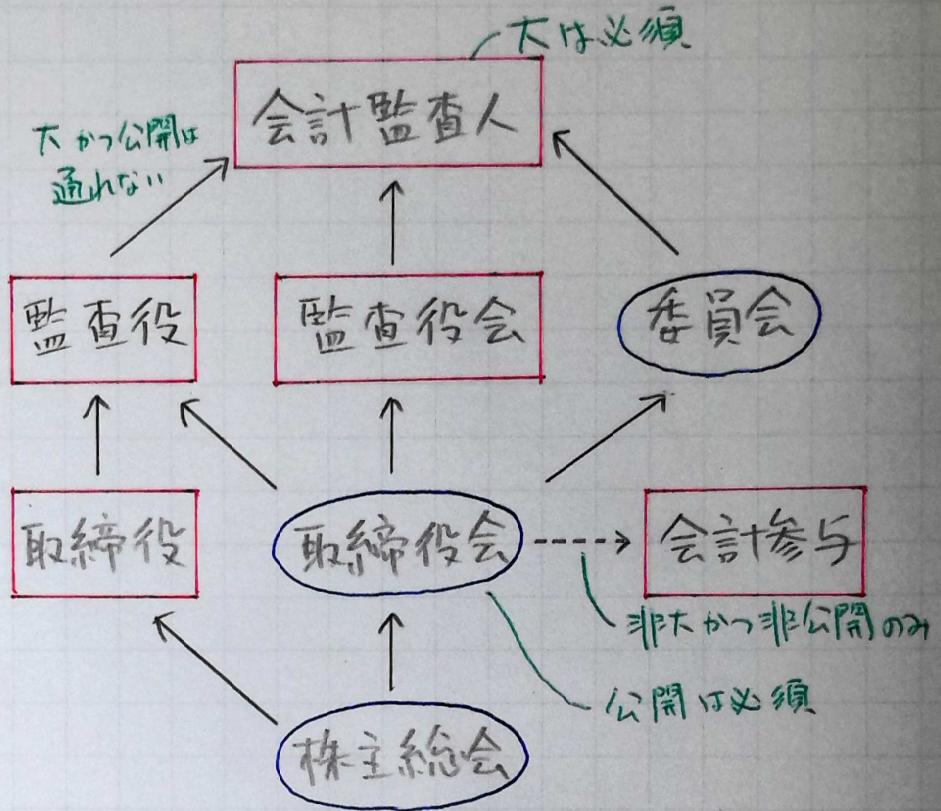 大は必須
会計監査人
大かつ公開は
通れない
監査役
監査役会
委員会
取締役
取締役会
会計参与
非大かつ非公開のみ
公開は必須
株主総会